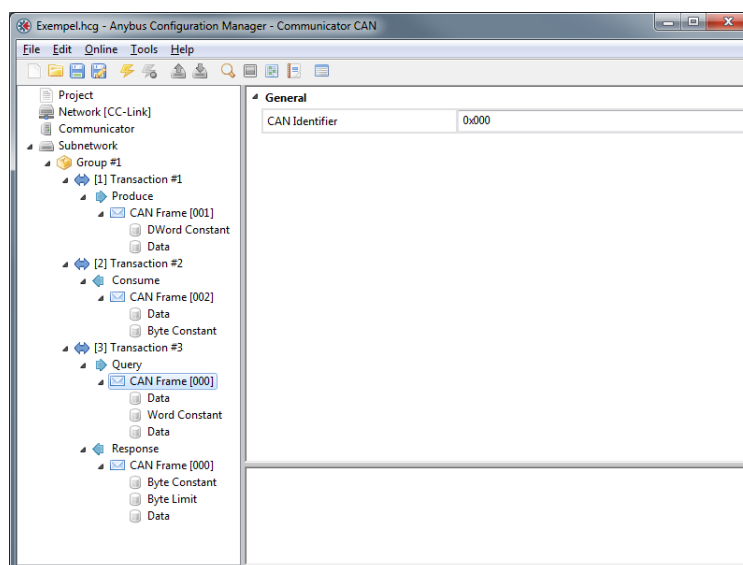 Exempel.hcg - Anybus Configuration Manager - Communicator CAN
File Edit Online Tools Help
Project
Network [CC-Link]
Communicator
Subnetwork
Group #1
[1] Transaction #1
Produce
CAN Frame [001]
DWord Constant
Data
[2] Transaction #2
Consume
CAN Frame [002]
Data
Byte Constant
[3] Transaction #3
Query
CAN Frame [000]
Data
Word Constant
Data
Response
CAN Frame [000]
Byte Constant
Byte Limit
Data
General
CAN Identifier 0x000